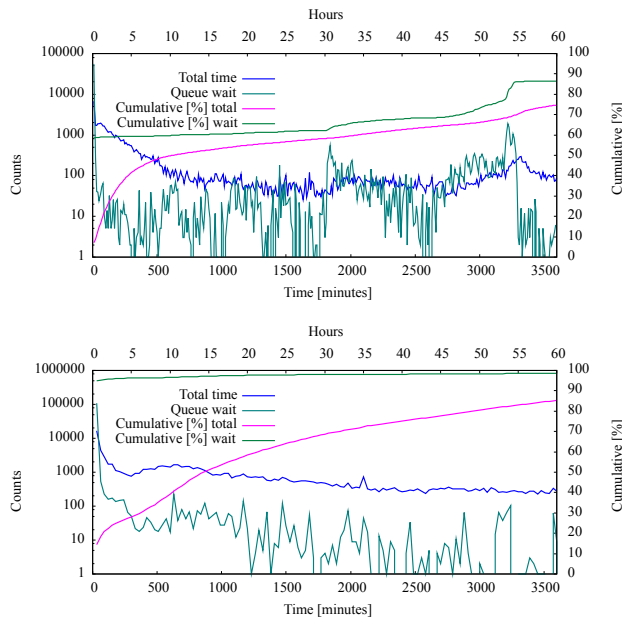 Hours
0 5 10 15 20 25 30 35 40 45 50 55 60
100000 10000 1000 100 10 1
Counts
Total time
Queue wait
Cumulative [%] total
Cumulative [%] wait
100 90 80 70 60 50 40 30 20 10 0
Cumulative [%]
0 500 1000 1500 2000 2500 3000 3500
Time [minutes]
Hours
0 5 10 15 20 25 30 35 40 45 50 55 60
1000000 100000 10000 1000 100 10 1
Counts
Total time
Queue wait
Cumulative [%] total
Cumulative [%] wait
100 90 80 70 60 50 40 30 20 10 0
Cumulative [%]
0 500 1000 1500 2000 2500 3000 3500
Time [minutes]